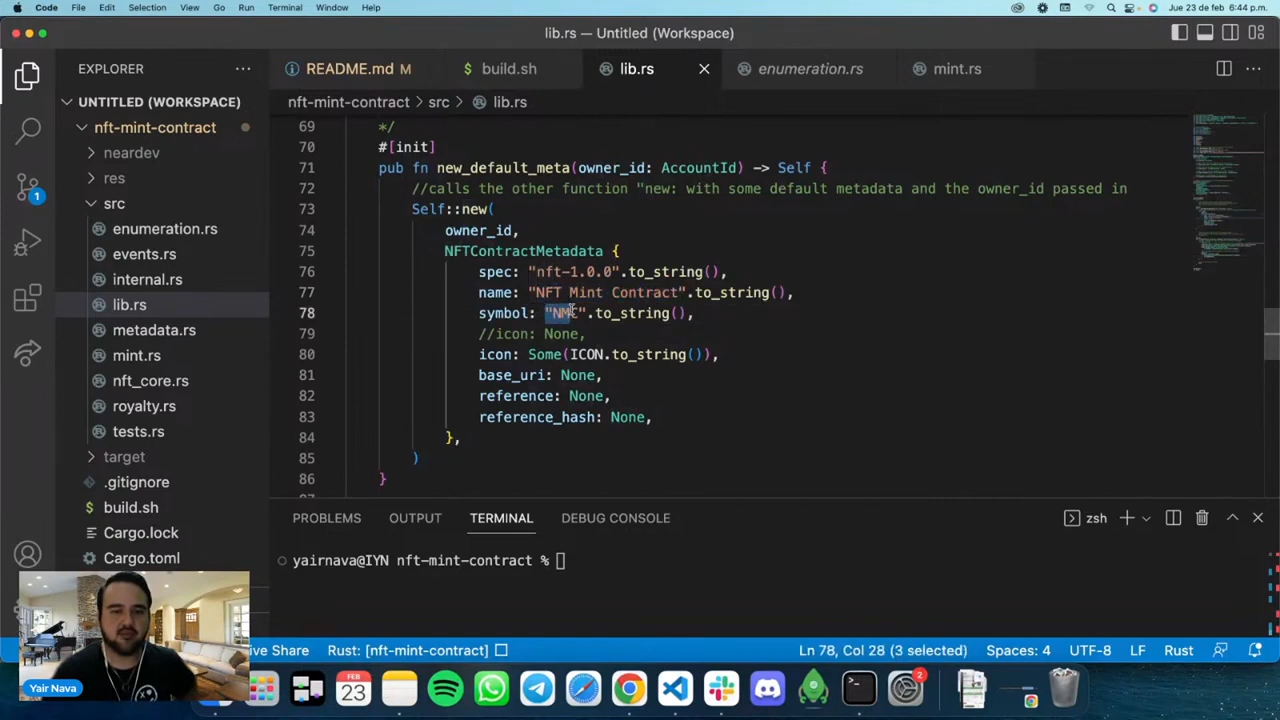 Code File Edit Selection View Go Run Terminal Window Help Jue 23 de feb 6:44 p.m.
lib.rs — Untitled (Workspace)
EXPLORER
README.md M build.sh lib.rs enumeration.rs mint.rs
UNTITLED (WORKSPACE)
nft-mint-contract > src > lib.rs
nft-mint-contract
neardev
res
src
enumeration.rs
events.rs
internal.rs
lib.rs
metadata.rs
mint.rs
nft_core.rs
royalty.rs
tests.rs
target
.gitignore
build.sh
Cargo.lock
Cargo.toml
1
69 */
70 #[init]
71 pub fn new_default_meta(owner_id: AccountId) -> Self {
72 //calls the other function "new: with some default metadata and the owner_id passed in
73 Self::new(
74 owner_id,
75 NFTContractMetadata {
76 spec: "nft-1.0.0".to_string(),
77 name: "NFT Mint Contract".to_string(),
78 symbol: "NMC".to_string(),
79 //icon: None,
80 icon: Some(ICON.to_string()),
81 base_uri: None,
82 reference: None,
83 reference_hash: None,
84 },
85 )
86 }
PROBLEMS OUTPUT TERMINAL DEBUG CONSOLE zsh
yairnava@IYN nft-mint-contract %
ive Share Rust: [nft-mint-contract] Ln 78, Col 28 (3 selected) Spaces: 4 UTF-8 LF Rust
Yair Nava
FEB
23
2